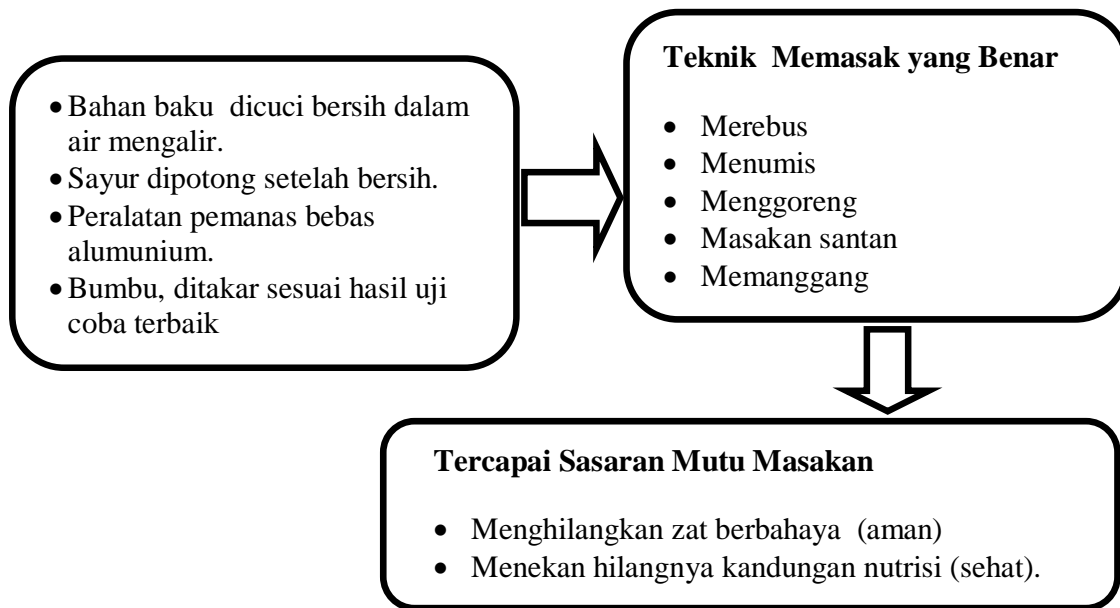 • Bahan baku dicuci bersih dalam
air mengalir.
• Sayur dipotong setelah bersih.
• Peralatan pemanas bebas
alumunium.
• Bumbu, ditakar sesuai hasil uji
coba terbaik
Teknik Memasak yang Benar
• Merebus
• Menumis
• Menggoreng
• Masakan santan
• Memanggang
Tercapai Sasaran Mutu Masakan
• Menghilangkan zat berbahaya (aman)
• Menekan hilangnya kandungan nutrisi (sehat).